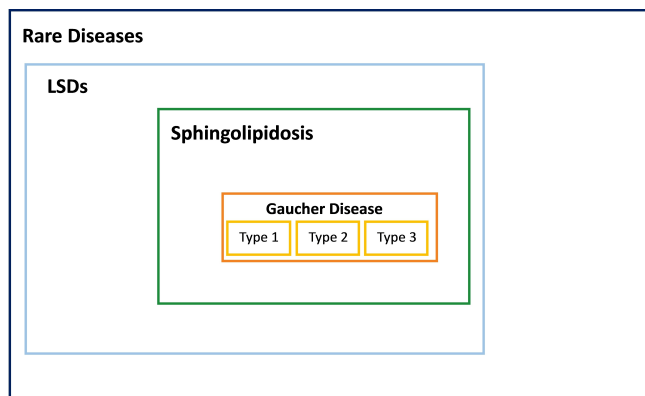 Rare Diseases
LSDs
Sphingolipidosis
Gaucher Disease
Type 1 Type 2 Type 3